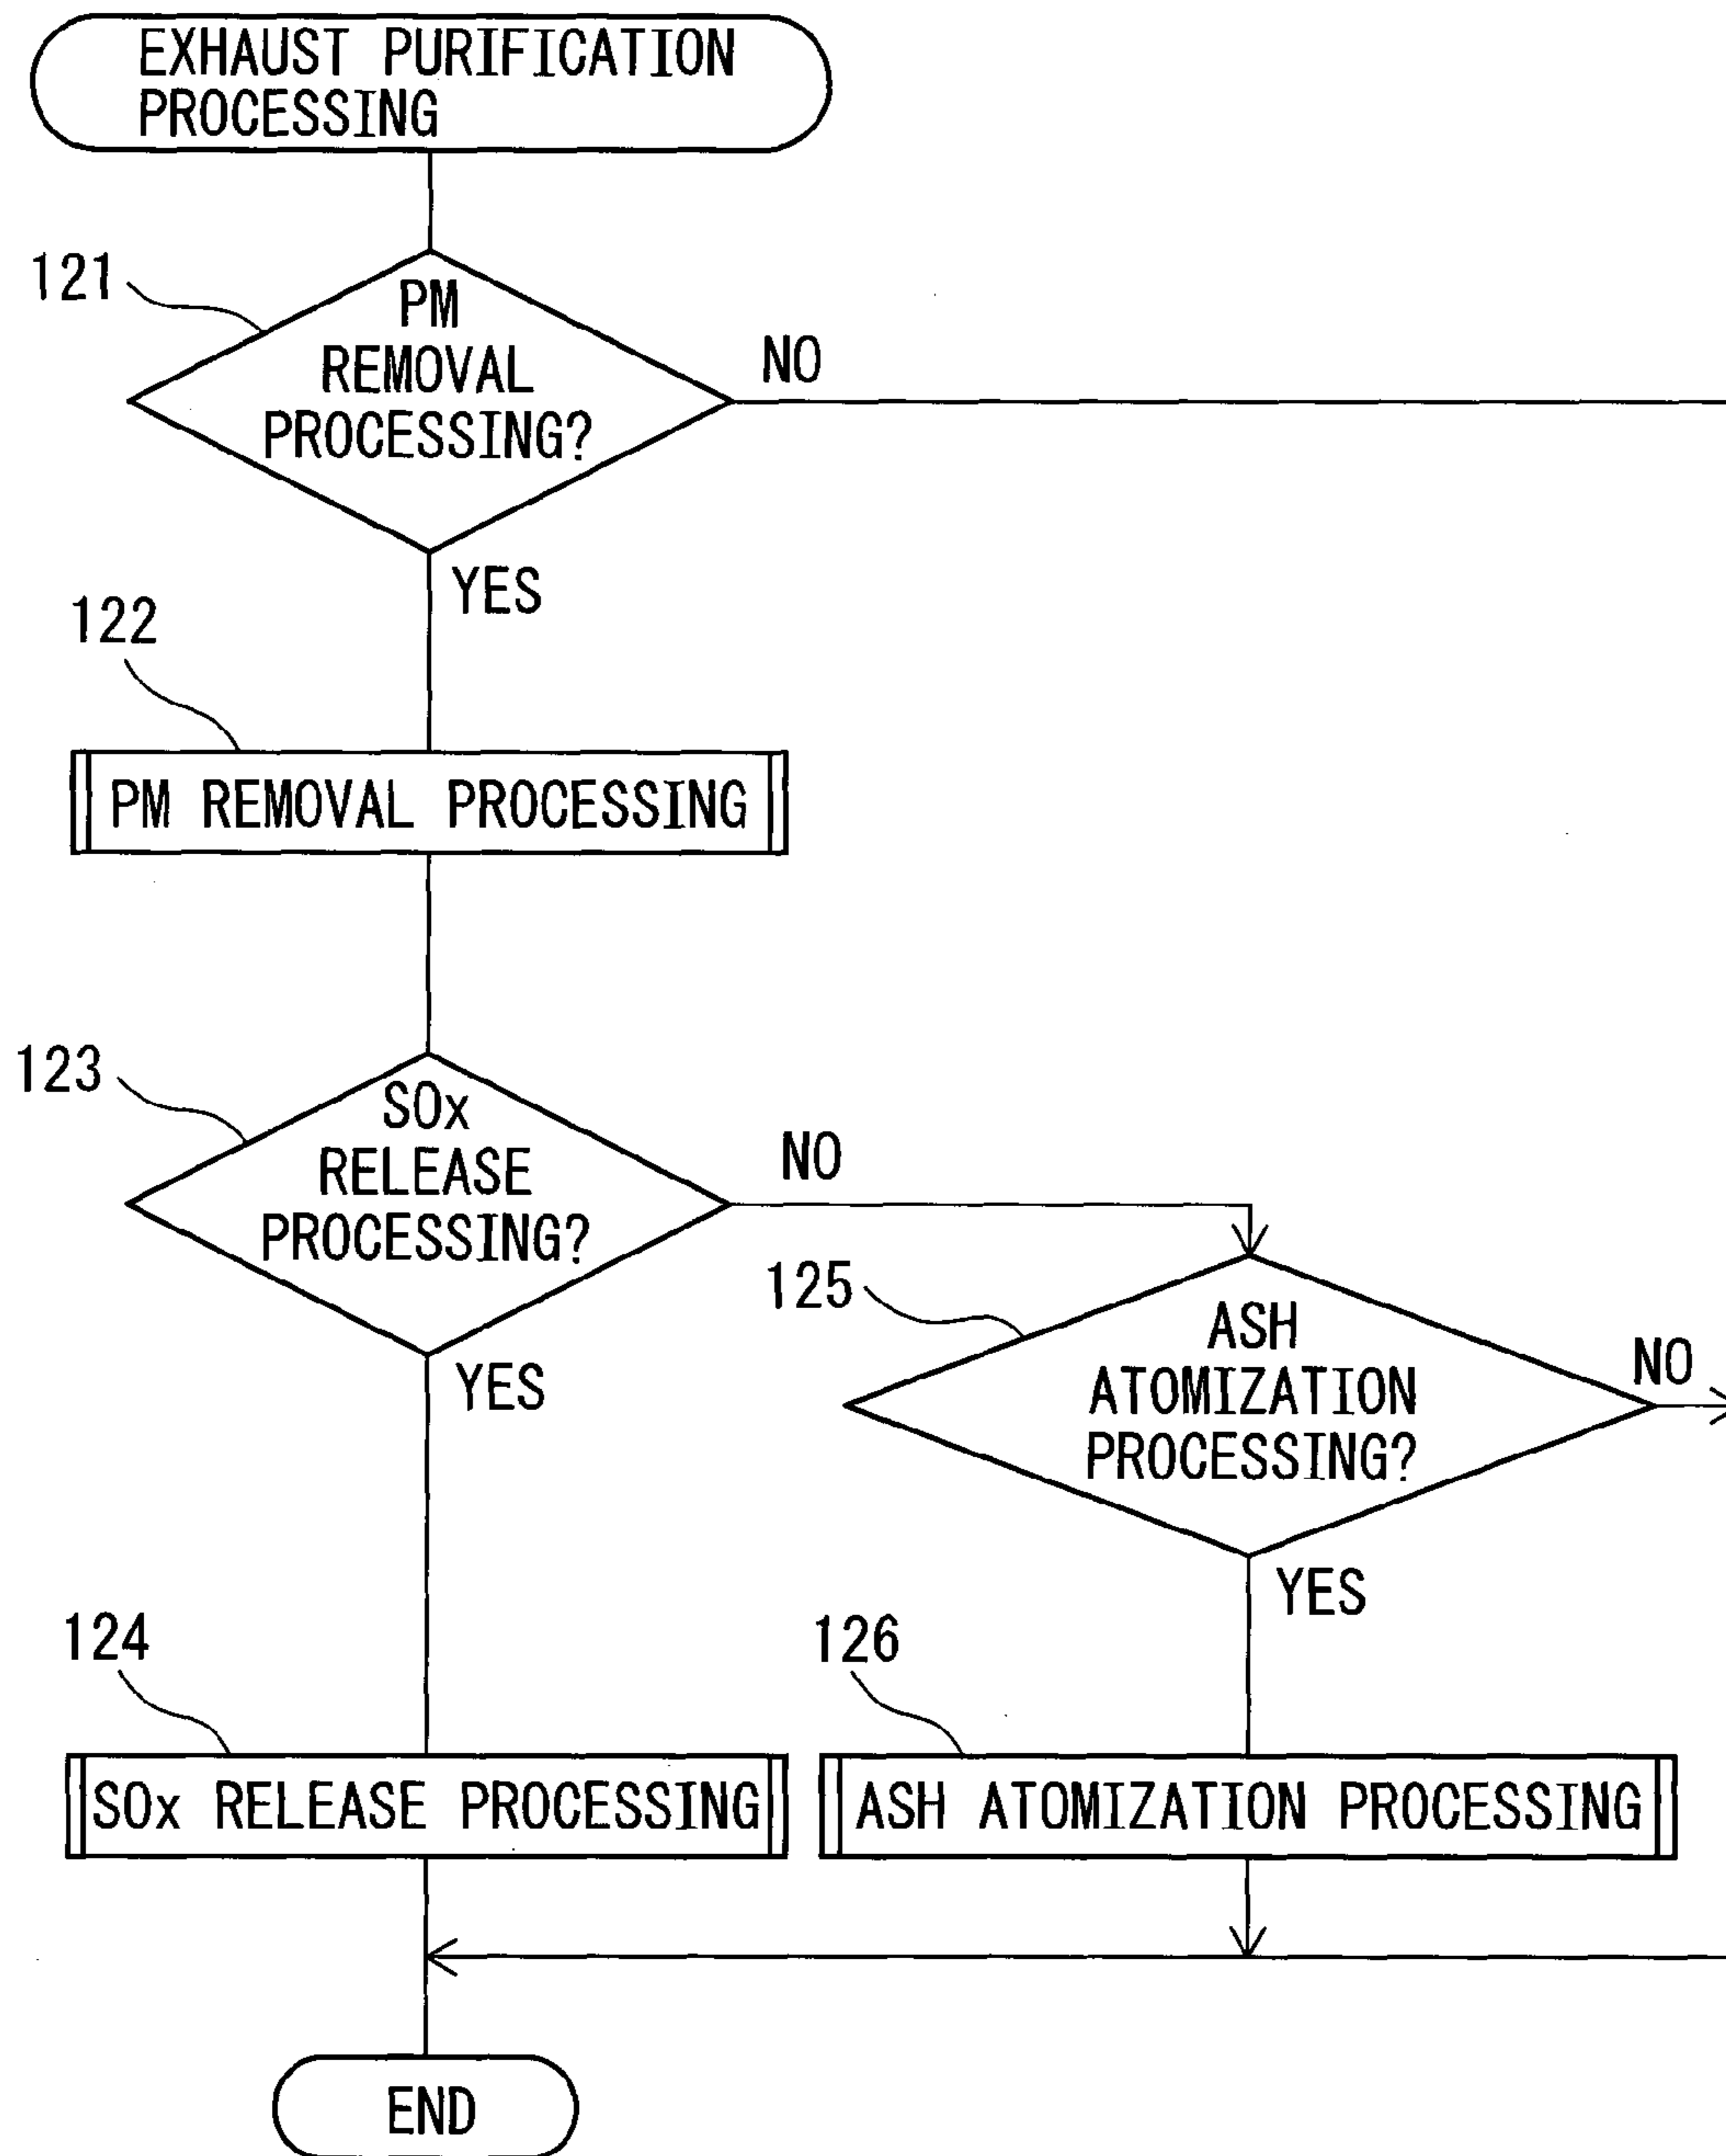 EXHAUST PURIFICATION
PROCESSING
121
PM
REMOVAL
PROCESSING?
NO
YES
122
PM REMOVAL PROCESSING
123
SOx
RELEASE
PROCESSING?
NO
YES
125
ASH
ATOMIZATION
PROCESSING?
NO
YES
124
SOx RELEASE PROCESSING
126
ASH ATOMIZATION PROCESSING
END